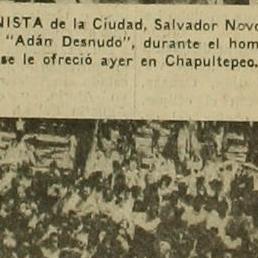 NISTA de la Ciudad, Salvador Novo
"Adán Desnudo", durante el hom
se le ofreció ayer en Chapultepec.